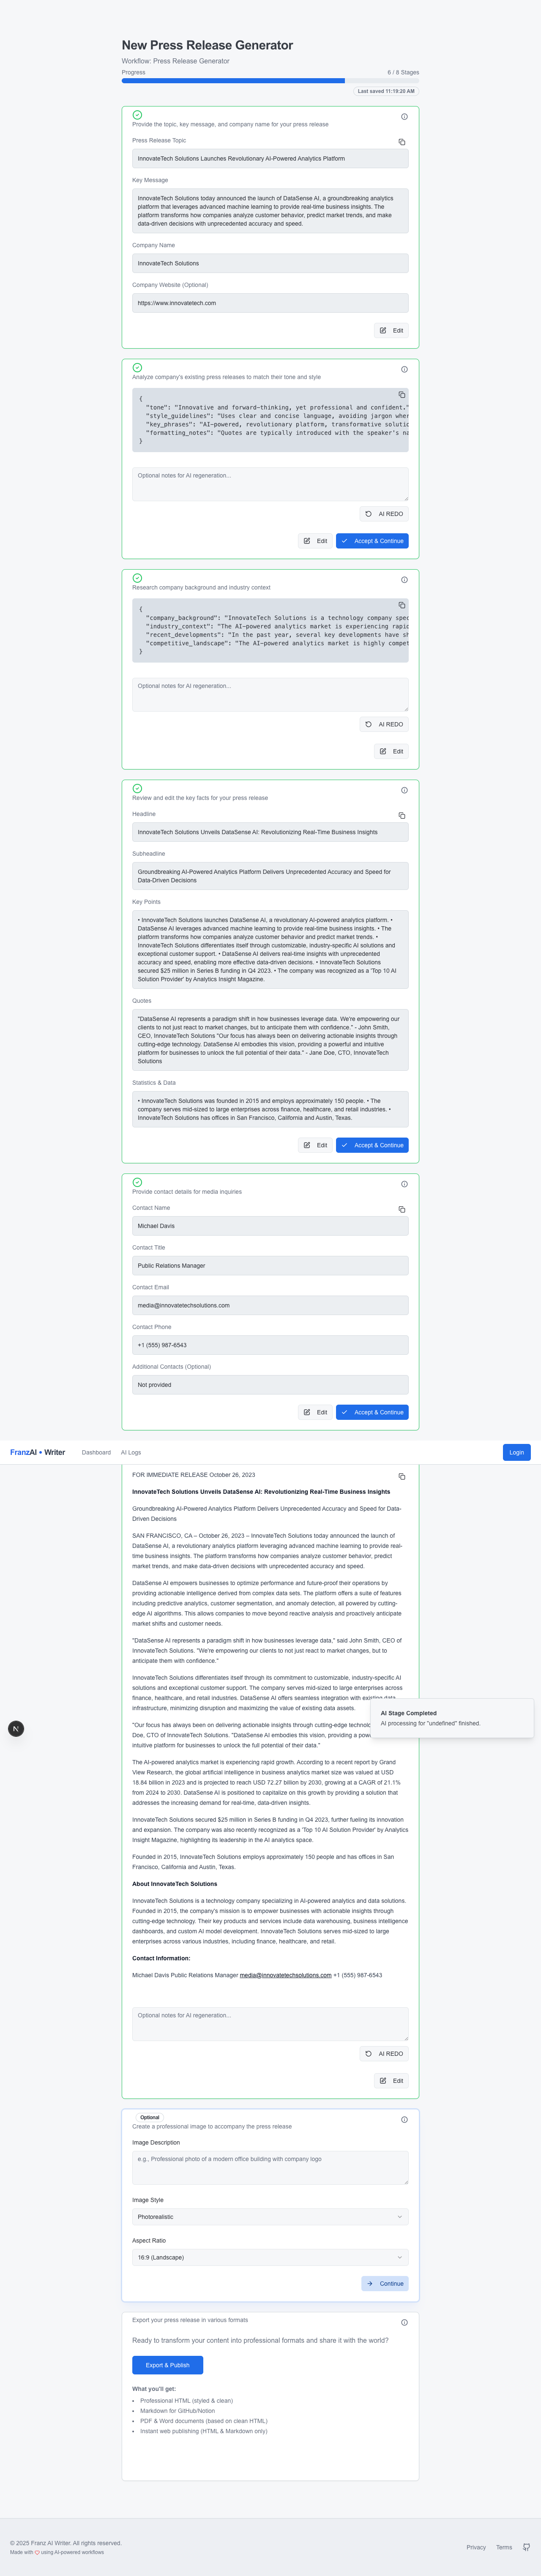 New Press Release Generator
Workflow: Press Release Generator
Progress
6 / 8 Stages
Last saved 11:19:20 AM
Provide the topic, key message, and company name for your press release
Press Release Topic
InnovateTech Solutions Launches Revolutionary AI-Powered Analytics Platform
Key Message
InnovateTech Solutions today announced the launch of DataSense AI, a groundbreaking analytics
platform that leverages advanced machine learning to provide real-time business insights. The
platform transforms how companies analyze customer behavior, predict market trends, and make
data-driven decisions with unprecedented accuracy and speed.
Company Name
InnovateTech Solutions
Company Website (Optional)
https://www.innovatetech.com
Edit
Analyze company's existing press releases to match their tone and style
{
"tone": "Innovative and forward-thinking, yet professional and confident."
"style_guidelines": "Uses clear and concise language, avoiding jargon wher
"key_phrases": "AI-powered, revolutionary platform, transformative solutio
"formatting_notes": "Quotes are typically introduced with the speaker's na
}
Optional notes for AI regeneration...
AI REDO
Edit
Accept & Continue
Research company background and industry context
{
"company_background": "InnovateTech Solutions is a technology company spec
"industry_context": "The AI-powered analytics market is experiencing rapid
"recent_developments": "In the past year, several key developments have sh
"competitive_landscape": "The AI-powered analytics market is highly compet
}
Optional notes for AI regeneration...
AI REDO
Edit
Review and edit the key facts for your press release
Headline
InnovateTech Solutions Unveils DataSense AI: Revolutionizing Real-Time Business Insights
Subheadline
Groundbreaking AI-Powered Analytics Platform Delivers Unprecedented Accuracy and Speed for
Data-Driven Decisions
Key Points
• InnovateTech Solutions launches DataSense AI, a revolutionary AI-powered analytics platform. •
DataSense AI leverages advanced machine learning to provide real-time business insights. • The
platform transforms how companies analyze customer behavior and predict market trends. •
InnovateTech Solutions differentiates itself through customizable, industry-specific AI solutions and
exceptional customer support. • DataSense AI delivers real-time insights with unprecedented
accuracy and speed, enabling more effective data-driven decisions. • InnovateTech Solutions
secured $25 million in Series B funding in Q4 2023. • The company was recognized as a 'Top 10 AI
Solution Provider' by Analytics Insight Magazine.
Quotes
"DataSense AI represents a paradigm shift in how businesses leverage data. We're empowering our
clients to not just react to market changes, but to anticipate them with confidence." - John Smith,
CEO, InnovateTech Solutions "Our focus has always been on delivering actionable insights through
cutting-edge technology. DataSense AI embodies this vision, providing a powerful and intuitive
platform for businesses to unlock the full potential of their data." - Jane Doe, CTO, InnovateTech
Solutions
Statistics & Data
• InnovateTech Solutions was founded in 2015 and employs approximately 150 people. • The
company serves mid-sized to large enterprises across finance, healthcare, and retail industries. •
InnovateTech Solutions has offices in San Francisco, California and Austin, Texas.
Edit
Accept & Continue
Provide contact details for media inquiries
Contact Name
Michael Davis
Contact Title
Public Relations Manager
Contact Email
media@innovatetechsolutions.com
Contact Phone
+1 (555) 987-6543
Additional Contacts (Optional)
Not provided
Edit
Accept & Continue
FranzAI • Writer
Dashboard
AI Logs
Login
FOR IMMEDIATE RELEASE October 26, 2023
InnovateTech Solutions Unveils DataSense AI: Revolutionizing Real-Time Business Insights
Groundbreaking AI-Powered Analytics Platform Delivers Unprecedented Accuracy and Speed for Data-
Driven Decisions
SAN FRANCISCO, CA – October 26, 2023 – InnovateTech Solutions today announced the launch of
DataSense AI, a revolutionary analytics platform leveraging advanced machine learning to provide real-
time business insights. The platform transforms how companies analyze customer behavior, predict
market trends, and make data-driven decisions with unprecedented accuracy and speed.
DataSense AI empowers businesses to optimize performance and future-proof their operations by
providing actionable intelligence derived from complex data sets. The platform offers a suite of features
including predictive analytics, customer segmentation, and anomaly detection, all powered by cutting-
edge AI algorithms. This allows companies to move beyond reactive analysis and proactively anticipate
market shifts and customer needs.
"DataSense AI represents a paradigm shift in how businesses leverage data," said John Smith, CEO of
InnovateTech Solutions. "We're empowering our clients to not just react to market changes, but to
anticipate them with confidence."
InnovateTech Solutions differentiates itself through its commitment to customizable, industry-specific AI
solutions and exceptional customer support. The company serves mid-sized to large enterprises across
finance, healthcare, and retail industries. DataSense AI offers seamless integration with existing data
infrastructure, minimizing disruption and maximizing the value of existing data assets.
"Our focus has always been on delivering actionable insights through cutting-edge technolo
Doe, CTO of InnovateTech Solutions. "DataSense AI embodies this vision, providing a powe
intuitive platform for businesses to unlock the full potential of their data."
AI Stage Completed
AI processing for "undefined" finished.
The AI-powered analytics market is experiencing rapid growth. According to a recent report by Grand
View Research, the global artificial intelligence in business analytics market size was valued at USD
18.84 billion in 2023 and is projected to reach USD 72.27 billion by 2030, growing at a CAGR of 21.1%
from 2024 to 2030. DataSense AI is positioned to capitalize on this growth by providing a solution that
addresses the increasing demand for real-time, data-driven insights.
InnovateTech Solutions secured $25 million in Series B funding in Q4 2023, further fueling its innovation
and expansion. The company was also recently recognized as a 'Top 10 AI Solution Provider' by Analytics
Insight Magazine, highlighting its leadership in the AI analytics space.
Founded in 2015, InnovateTech Solutions employs approximately 150 people and has offices in San
Francisco, California and Austin, Texas.
About InnovateTech Solutions
InnovateTech Solutions is a technology company specializing in AI-powered analytics and data solutions.
Founded in 2015, the company's mission is to empower businesses with actionable insights through
cutting-edge technology. Their key products and services include data warehousing, business intelligence
dashboards, and custom AI model development. InnovateTech Solutions serves mid-sized to large
enterprises across various industries, including finance, healthcare, and retail.
Contact Information:
Michael Davis Public Relations Manager media@innovatetechsolutions.com +1 (555) 987-6543
Optional notes for AI regeneration...
AI REDO
Edit
Optional
Create a professional image to accompany the press release
Image Description
e.g., Professional photo of a modern office building with company logo
Image Style
Photorealistic
Aspect Ratio
16:9 (Landscape)
Continue
Export your press release in various formats
Ready to transform your content into professional formats and share it with the world?
Export & Publish
What you'll get:
• Professional HTML (styled & clean)
• Markdown for GitHub/Notion
• PDF & Word documents (based on clean HTML)
• Instant web publishing (HTML & Markdown only)
© 2025 Franz AI Writer. All rights reserved.
Made with using AI-powered workflows
Privacy
Terms